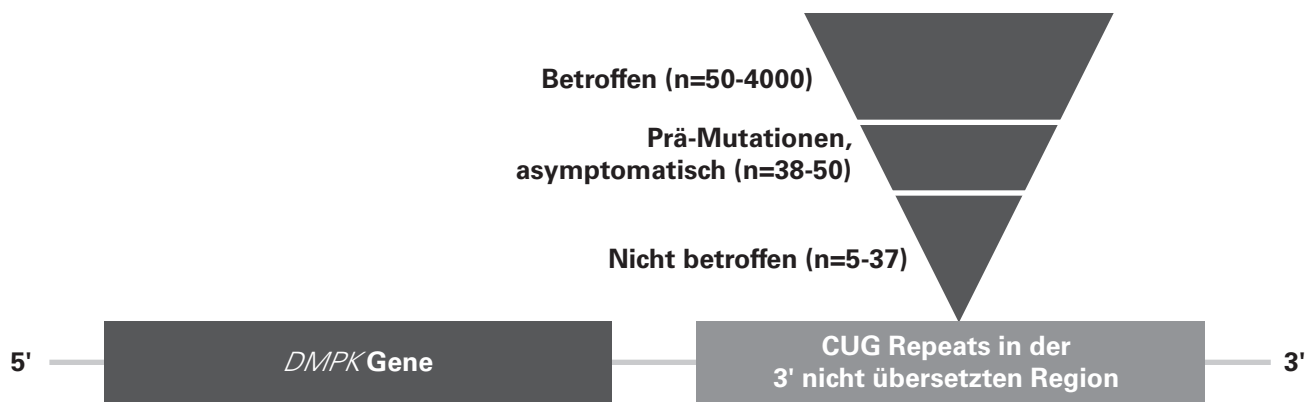 Betroffen (n=50-4000)
Prä-Mutationen,
asymptomatisch (n=38-50)
Nicht betroffen (n=5-37)
5'
DMPK Gene
CUG Repeats in der
3' nicht übersetzten Region
3'